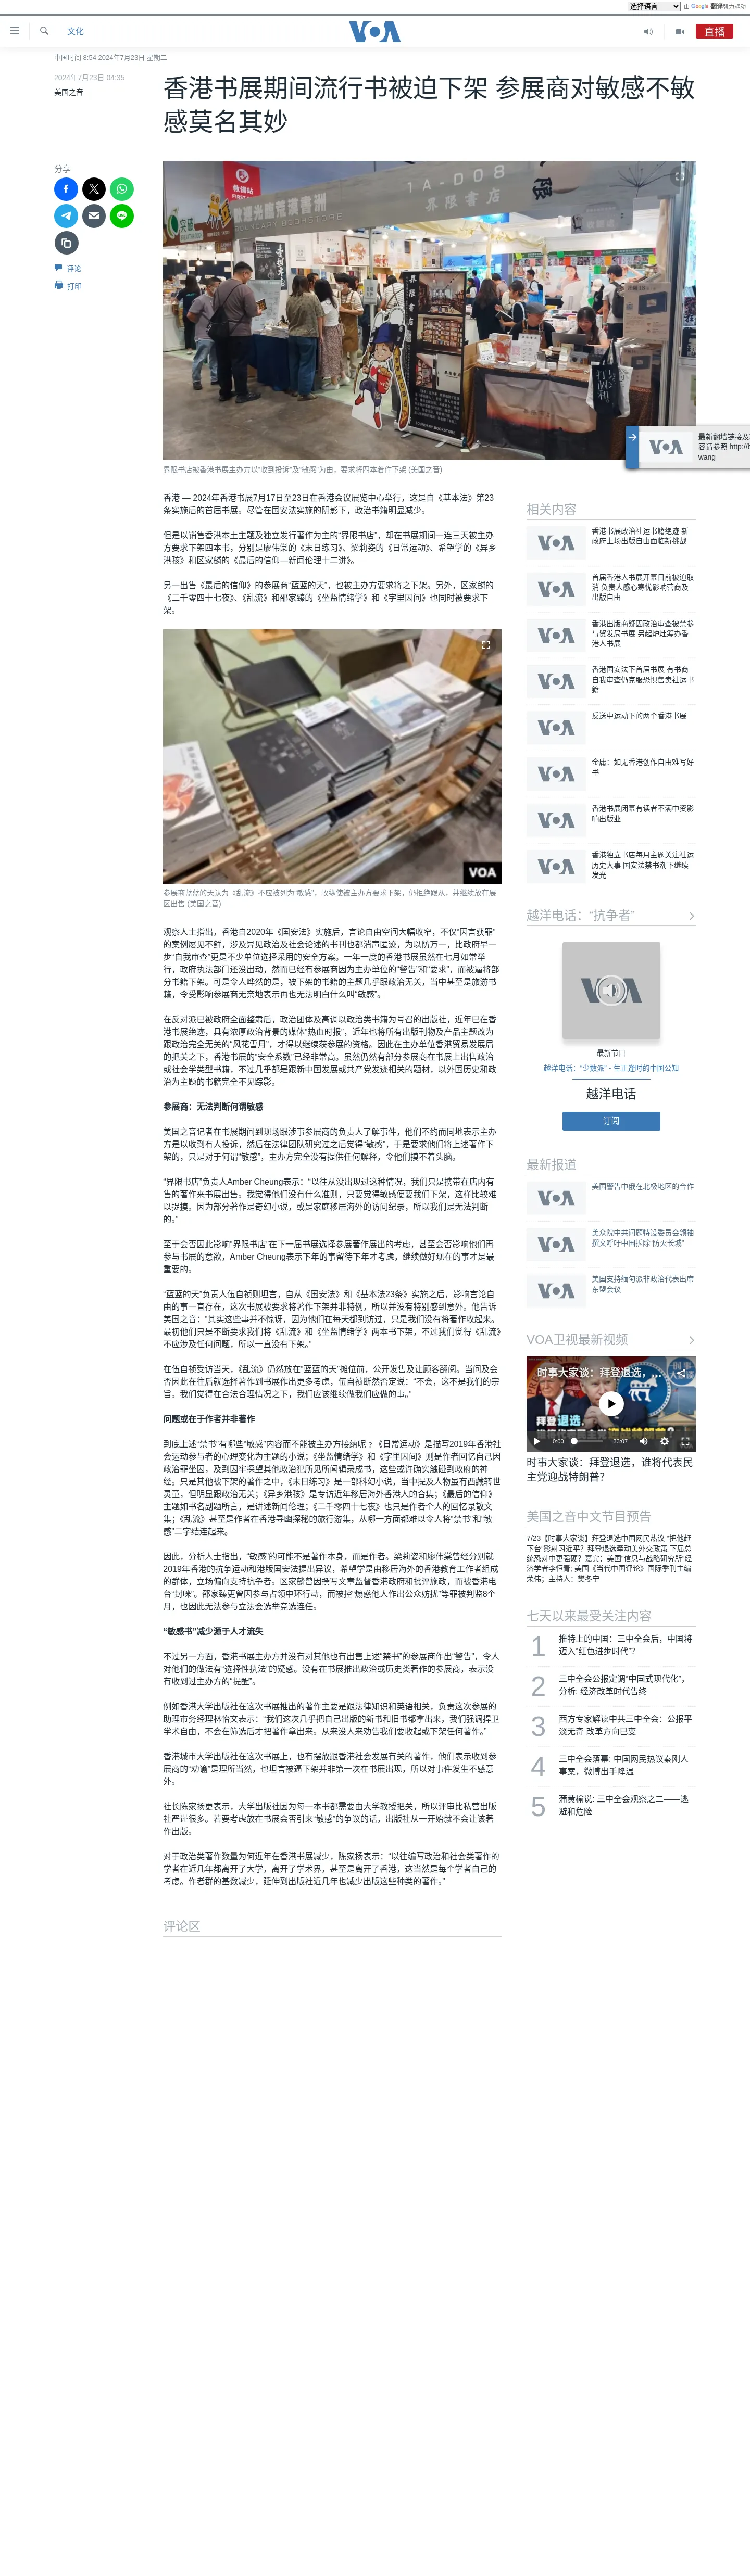 选择语言 由 Google 翻译强力驱动
文化
VOA
直播
中国时间 8:54 2024年7月23日 星期二
2024年7月23日 04:35
美国之音
香港书展期间流行书被迫下架 参展商对敏感不敏
感莫名其妙
分享
评论
打印
救傷站
FIRST AID
1A-D08
界限書店
歡迎光臨香港書洲
界限书店被香港书展主办方以“收到投诉”及“敏感”为由，要求将四本着作下架 (美国之音)
最新翻墙链接及
容请参照 http://b
wang
香港 — 2024年香港书展7月17日至23日在香港会议展览中心举行，这是自《基本法》第23
条实施后的首届书展。尽管在国安法实施的阴影下，政治书籍明显减少。
但是以销售香港本土主题及独立发行著作为主的“界限书店”，却在书展期间一连三天被主办
方要求下架四本书，分别是廖伟棠的《末日练习》、梁莉姿的《日常运动》、希望学的《异乡
港孩》和区家麟的《最后的信仰—新闻伦理十二讲》。
另一出售《最后的信仰》的参展商“蓝蓝的天”，也被主办方要求将之下架。另外，区家麟的
《二千零四十七夜》、《乱流》和邵家臻的《坐监情绪学》和《字里囚间》也同时被要求下
架。
VOA
参展商蓝蓝的天认为《乱流》不应被列为“敏感”，故纵使被主办方要求下架，仍拒绝跟从，并继续放在展
区出售 (美国之音)
观察人士指出，香港自2020年《国安法》实施后，言论自由空间大幅收窄，不仅“因言获罪”
的案例屡见不鲜，涉及异见政治及社会论述的书刊也都消声匿迹，为以防万一，比政府早一
步“自我审查”更是不少单位选择采用的安全方案。一年一度的香港书展虽然在七月如常举
行，政府执法部门还没出动，然而已经有参展商因为主办单位的“警告”和“要求”，而被逼将部
分书籍下架。可是令人哗然的是，被下架的书籍的主题几乎跟政治无关，当中甚至是旅游书
籍，令受影响参展商无奈地表示再也无法明白什么叫“敏感”。
在反对派已被政府全面整肃后，政治团体及高调以政治类书籍为号召的出版社，近年已在香
港书展绝迹，具有浓厚政治背景的媒体“热血时报”，近年也将所有出版刊物及产品主题改为
跟政治完全无关的“风花雪月”，才得以继续获参展的资格。因此在主办单位香港贸易发展局
的把关之下，香港书展的“安全系数”已经非常高。虽然仍然有部分参展商在书展上出售政治
或社会学类型书籍，不过几乎都是跟新中国发展或共产党发迹相关的题材，以外国历史和政
治为主题的书籍完全不见踪影。
参展商：无法判断何谓敏感
美国之音记者在书展期间到现场跟涉事参展商的负责人了解事件，他们不约而同地表示主办
方是以收到有人投诉，然后在法律团队研究过之后觉得“敏感”，于是要求他们将上述著作下
架的，只是对于何谓“敏感”，主办方完全没有提供任何解释，令他们摸不着头脑。
“界限书店”负责人Amber Cheung表示：“以往从没出现过这种情况，我们只是携带在店内有
售的著作来书展出售。我觉得他们没有什么准则，只要觉得敏感便要我们下架，这样比较难
以捉摸。因为部分著作是奇幻小说，或是家庭移居海外的访问纪录，所以我们是无法判断
的。”
至于会否因此影响“界限书店”在下一届书展选择参展著作展出的考虑，甚至会否影响他们再
参与书展的意欲，Amber Cheung表示下年的事留待下年才考虑，继续做好现在的事才是最
重要的。
“蓝蓝的天”负责人伍自祯则坦言，自从《国安法》和《基本法23条》实施之后，影响言论自
由的事一直存在，这次书展被要求将著作下架并非特例，所以并没有特别感到意外。他告诉
美国之音：“其实这些事并不惊讶，因为他们在每天都到访过，只是我们没有将著作收起来。
最初他们只是不断要求我们将《乱流》和《坐监情绪学》两本书下架，不过我们觉得《乱流》
不应涉及任何问题，所以一直没有下架。”
在伍自祯受访当天，《乱流》仍然放在“蓝蓝的天”摊位前，公开发售及让顾客翻阅。当问及会
否因此在往后就选择著作到书展作出更多考虑，伍自祯断然否定说：“不会，这不是我们的宗
旨。我们觉得在合法合理情况之下，我们应该继续做我们应做的事。”
问题或在于作者并非著作
到底上述“禁书”有哪些“敏感”内容而不能被主办方接纳呢﹖《日常运动》是描写2019年香港社
会运动参与者的心理变化为主题的小说；《坐监情绪学》和《字里囚间》则是作者回忆自己因
政治罪坐囚，及到囚牢探望其他政治犯所见所闻辑录成书，这些或许确实触碰到政府的神
经。只是其他被下架的著作之中，《末日练习》是一部科幻小说，当中提及人物虽有西藏转世
灵童，但明显跟政治无关；《异乡港孩》是专访近年移居海外香港人的合集；《最后的信仰》
主题如书名副题所言，是讲述新闻伦理；《二千零四十七夜》也只是作者个人的回忆录散文
集；《乱流》甚至是作者在香港寻幽探秘的旅行游集，从哪一方面都难以令人将“禁书”和“敏
感”二字结连起来。
因此，分析人士指出，“敏感”的可能不是著作本身，而是作者。梁莉姿和廖伟棠曾经分别就
2019年香港的抗争运动和港版国安法提出异议，希望学是由移居海外的香港教育工作者组成
的群体，立场偏向支持抗争者。区家麟曾因撰写文章监督香港政府和批评施政，而被香港电
台“封咪”。邵家臻更曾因参与占领中环行动，而被控“煽惑他人作出公众妨扰”等罪被判监8个
月，也因此无法参与立法会选举竞选连任。
“敏感书”减少源于人才流失
不过另一方面，香港书展主办方并没有对其他也有出售上述“禁书”的参展商作出“警告”，令人
对他们的做法有“选择性执法”的疑惑。没有在书展推出政治或历史类著作的参展商，表示没
有收到过主办方的“提醒”。
例如香港大学出版社在这次书展推出的著作主要是跟法律知识和英语相关，负责这次参展的
助理市务经理林怡文表示：“我们这次几乎把自己出版的新书和旧书都拿出来，我们强调捍卫
学术自由，不会在筛选后才把著作拿出来。从来没人来劝告我们要收起或下架任何著作。”
香港城市大学出版社在这次书展上，也有摆放跟香港社会发展有关的著作，他们表示收到参
展商的“劝谕”是理所当然，也坦言被逼下架并非第一次在书展出现，所以对事件发生不感意
外。
社长陈家扬更表示，大学出版社因为每一本书都需要由大学教授把关，所以评审比私营出版
社严谨很多。若要考虑放在书展会否引来“敏感”的争议的话，出版社从一开始就不会让该著
作出版。
对于政治类著作数量为何近年在香港书展减少，陈家扬表示：“以往编写政治和社会类著作的
学者在近几年都离开了大学，离开了学术界，甚至是离开了香港，这当然是每个学者自己的
考虑。作者群的基数减少，延伸到出版社近几年也减少出版这些种类的著作。”
评论区
相关内容
香港书展政治社运书籍绝迹 新
政府上场出版自由面临新挑战
首届香港人书展开幕日前被迫取
消 负责人感心寒忧影响营商及
出版自由
香港出版商疑因政治审查被禁参
与贸发局书展 另起炉灶筹办香
港人书展
香港国安法下首届书展 有书商
自我审查仍克服恐惧售卖社运书
籍
反送中运动下的两个香港书展
金庸：如无香港创作自由难写好
书
香港书展闭幕有读者不满中资影
响出版业
香港独立书店每月主题关注社运
历史大事 国安法禁书潮下继续
发光
越洋电话：“抗争者”
最新节目
越洋电话：“少数派” - 生正逢时的中国公知
越洋电话
订阅
最新报道
美国警告中俄在北极地区的合作
美众院中共问题特设委员会领袖
撰文呼吁中国拆除“防火长城”
美国支持缅甸派非政治代表出席
东盟会议
VOA卫视最新视频
时事大家谈：拜登退选，...
拜登退选，
0:00 33:07
时事大家谈：拜登退选，谁将代表民
主党迎战特朗普？
美国之音中文节目预告
7/23【时事大家谈】拜登退选中国网民热议 “把他赶
下台”影射习近平？拜登退选牵动美外交政策 下届总
统恐对中更强硬？嘉宾：美国“信息与战略研究所”经
济学者李恒青; 美国《当代中国评论》国际季刊主编
荣伟；主持人：樊冬宁
七天以来最受关注内容
1 推特上的中国：三中全会后，中国将
迈入“红色进步时代”？
2 三中全会公报定调“中国式现代化”，
分析: 经济改革时代告终
3 西方专家解读中共三中全会：公报平
淡无奇 改革方向已变
4 三中全会落幕: 中国网民热议秦刚人
事案，微博出手降温
5 蒲黄榆说: 三中全会观察之二——逃
避和危险